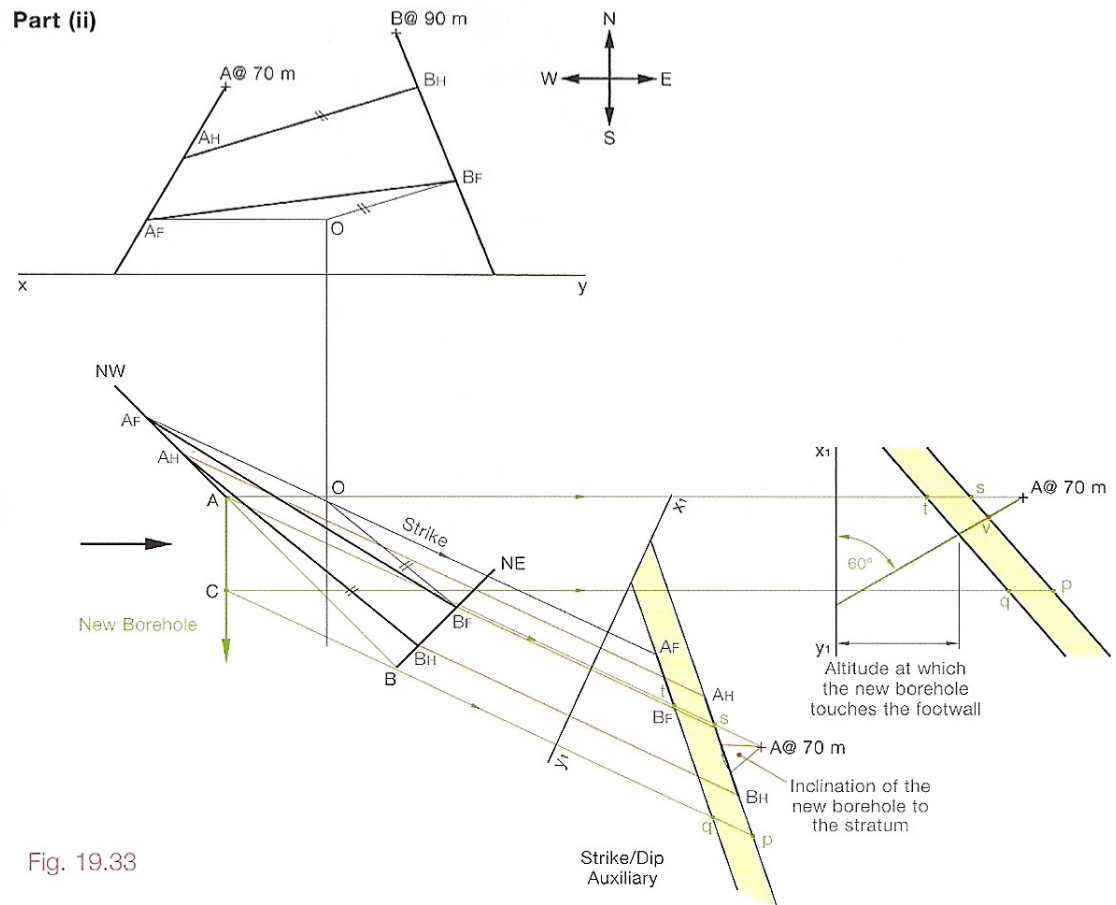 Part (ii)
B@ 90 m
A@ 70 m
N
W
E
S
BH
AH
BF
AF
O
x
y
NW
AF
AH
A
O
Strike
NE
C
New Borehole
BF
BH
B
x1
y1
AF
AH
t
BF
s
A@ 70 m
Inclination of the
new borehole to
the stratum
BH
q
p
Strike/Dip
Auxiliary
x1
s
A@ 70 m
t
v
60°
p
q
y1
Altitude at which
the new borehole
touches the footwall
Fig. 19.33